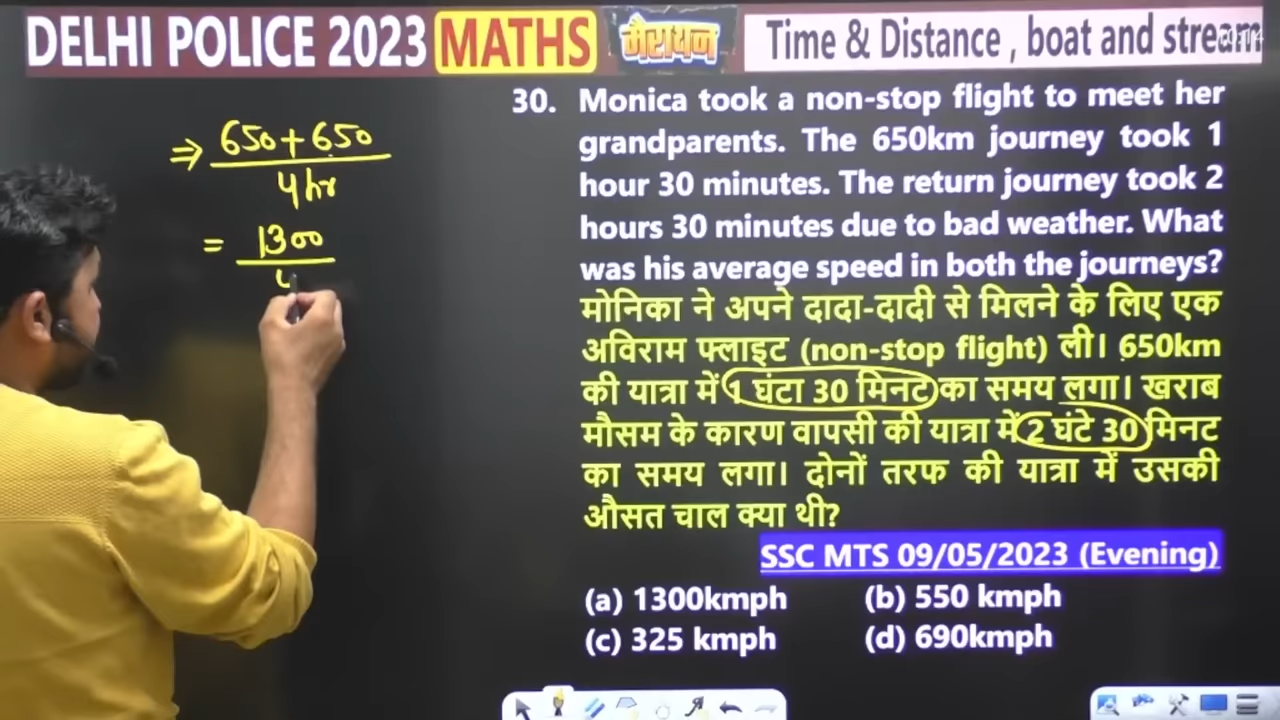 DELHI POLICE 2023 MATHS मैराथन Time & Distance , boat and stream
30. Monica took a non-stop flight to meet her
grandparents. The 650km journey took 1
hour 30 minutes. The return journey took 2
hours 30 minutes due to bad weather. What
was his average speed in both the journeys?
मोनिका ने अपने दादा-दादी से मिलने के लिए एक
अविराम फ्लाइट (non-stop flight) ली। 650km
की यात्रा में 1 घंटा 30 मिनट का समय लगा। खराब
मौसम के कारण वापसी की यात्रा में 2 घंटे 30 मिनट
का समय लगा। दोनों तरफ की यात्रा में उसकी
औसत चाल क्या थी?
SSC MTS 09/05/2023 (Evening)
(a) 1300kmph (b) 550 kmph
(c) 325 kmph (d) 690kmph
⇒ 650+650
4hr
= 1300
4